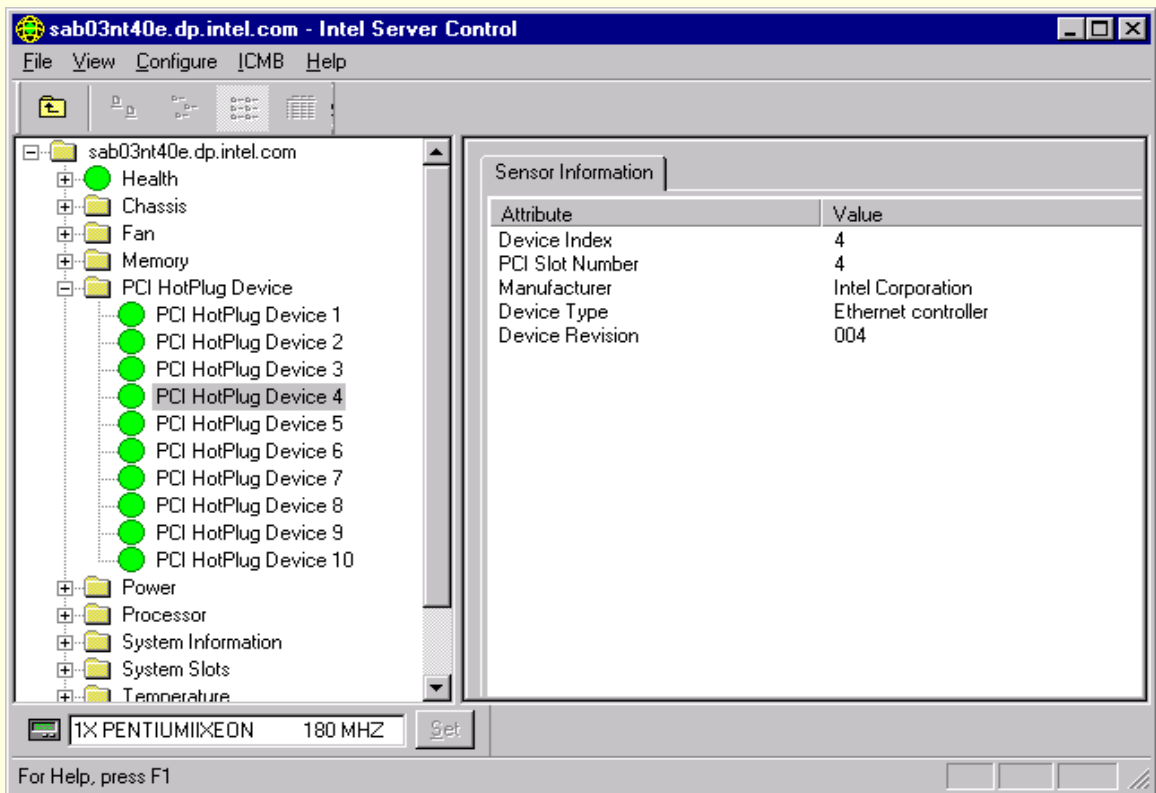 sab03nt40e.dp.intel.com - Intel Server Control
File View Configure ICMB Help
sab03nt40e.dp.intel.com
Health
Chassis
Fan
Memory
PCI HotPlug Device
PCI HotPlug Device 1
PCI HotPlug Device 2
PCI HotPlug Device 3
PCI HotPlug Device 4
PCI HotPlug Device 5
PCI HotPlug Device 6
PCI HotPlug Device 7
PCI HotPlug Device 8
PCI HotPlug Device 9
PCI HotPlug Device 10
Power
Processor
System Information
System Slots
Temperature
Sensor Information
Attribute Value
Device Index 4
PCI Slot Number 4
Manufacturer Intel Corporation
Device Type Ethernet controller
Device Revision 004
1X PENTIUMIIXEON 180 MHZ Set
For Help, press F1